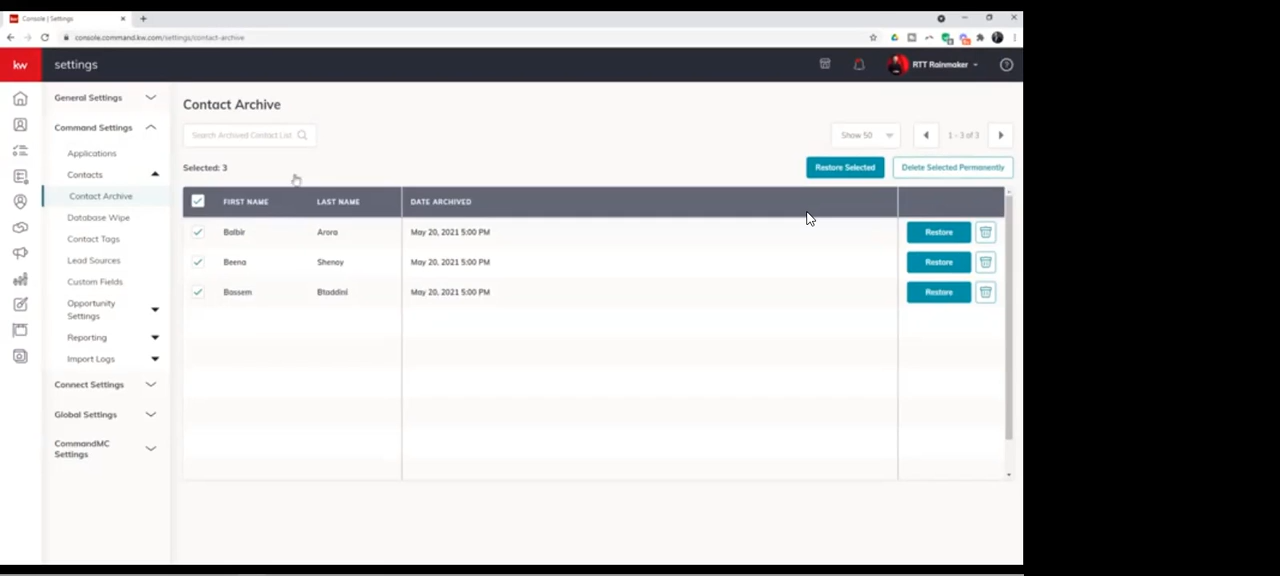 Console | Settings
console.command.kw.com/settings/contact-archive
kw
settings
RTT Rainmaker
General Settings
Command Settings
Applications
Contacts
Contact Archive
Database Wipe
Contact Tags
Lead Sources
Custom Fields
Opportunity
Settings
Reporting
Import Logs
Connect Settings
Global Settings
CommandMC
Settings
Contact Archive
Search Archived Contact List
Show 50
1 - 3 of 3
Selected: 3
Restore Selected
Delete Selected Permanently
FIRST NAME LAST NAME DATE ARCHIVED
Balbir Arora May 20, 2021 5:00 PM Restore
Beena Shenoy May 20, 2021 5:00 PM Restore
Bassem Btaddini May 20, 2021 5:00 PM Restore